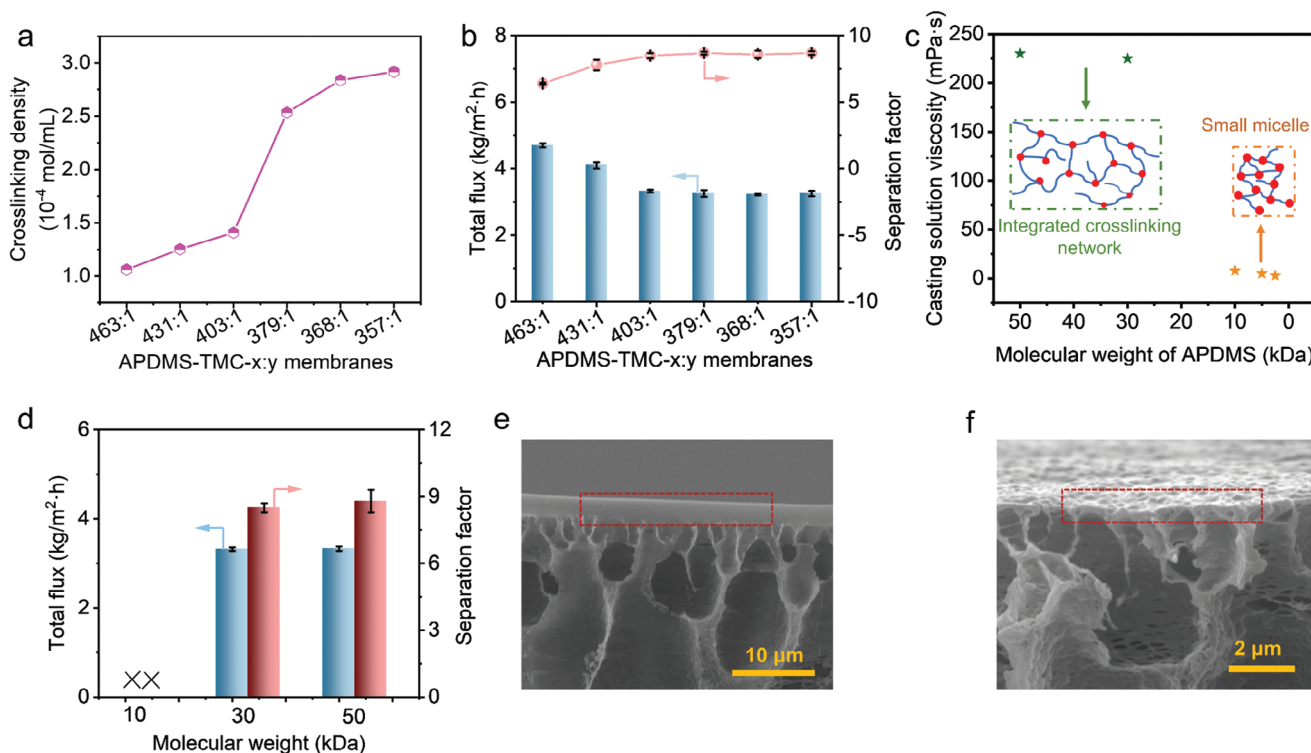 a
Crosslinking density
(10⁻⁴ mol/mL)
3.0
2.5
2.0
1.5
1.0
463:1
431:1
403:1
379:1
368:1
357:1
APDMS-TMC-x:y membranes
b
Total flux (kg/m²·h)
8
6
4
2
0
10
5
0
-5
-10
Separation factor
463:1
431:1
403:1
379:1
368:1
357:1
APDMS-TMC-x:y membranes
c
Casting solution viscosity (mPa·s)
250
225
200
175
150
125
100
75
50
25
0
Integrated crosslinking
network
Small micelle
50
40
30
20
10
0
Molecular weight of APDMS (kDa)
d
Total flux (kg/m²·h)
6
4
2
0
12
9
6
3
0
Separation factor
10
30
50
Molecular weight (kDa)
e
10 μm
f
2 μm